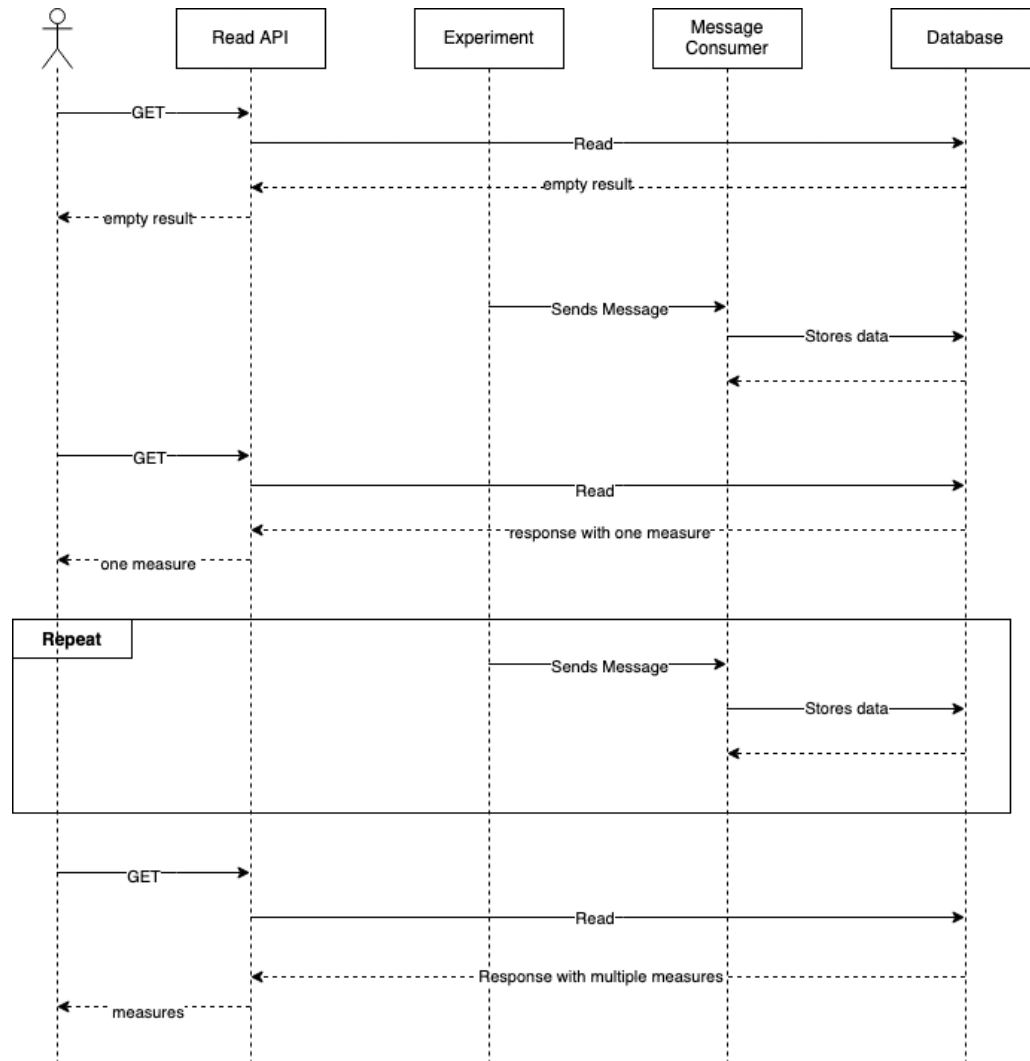 Read API
Experiment
Message
Consumer
Database
GET
Read
empty result
empty result
Sends Message
Stores data
GET
Read
response with one measure
one measure
Repeat
Sends Message
Stores data
GET
Read
Response with multiple measures
measures